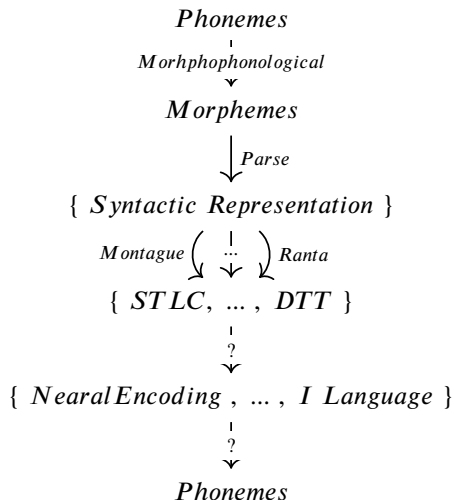 Phonemes
Morhphophonological
Morphemes
Parse
{ Syntactic Representation }
Montague ... Ranta
{ STLC, ... , DTT }
?
{ NearalEncoding , ... , I Language }
?
Phonemes